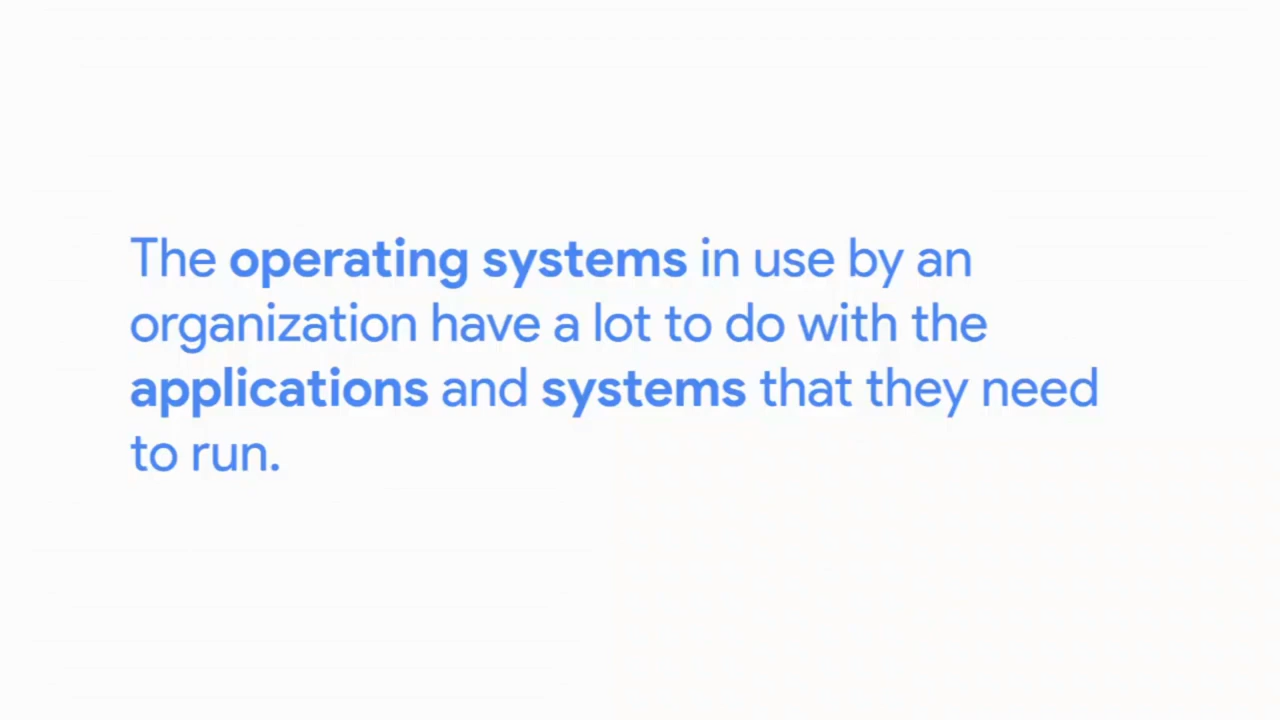 The operating systems in use by an
organization have a lot to do with the
applications and systems that they need
to run.